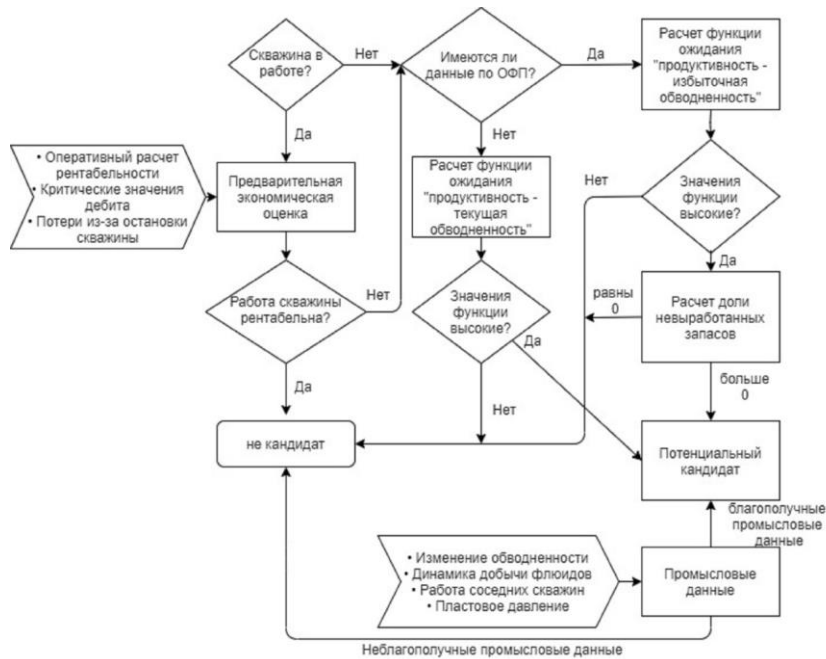 Скважина в
работе?
Нет
Имеются ли
данные по ОФП?
Да
Расчет функции
ожидания
"продуктивность -
избыточная
обводненность"
Да
Нет
• Оперативный расчет
рентабельности
• Критические значения
дебита
• Потери из-за остановки
скважины
Предварительная
экономическая
оценка
Расчет функции
ожидания
"продуктивность -
текущая
обводненность"
Нет
Значения
функции
высокие?
Да
Работа скважины
рентабельна?
Нет
Значения
функции
высокие?
Да
равны
0
Расчет доли
невыработанных
запасов
Да
Нет
больше
0
не кандидат
Потенциальный
кандидат
благополучные
промысловые
данные
• Изменение обводненности
• Динамика добычи флюидов
• Работа соседних скважин
• Пластовое давление
Промысловые
данные
Неблагополучные промысловые данные